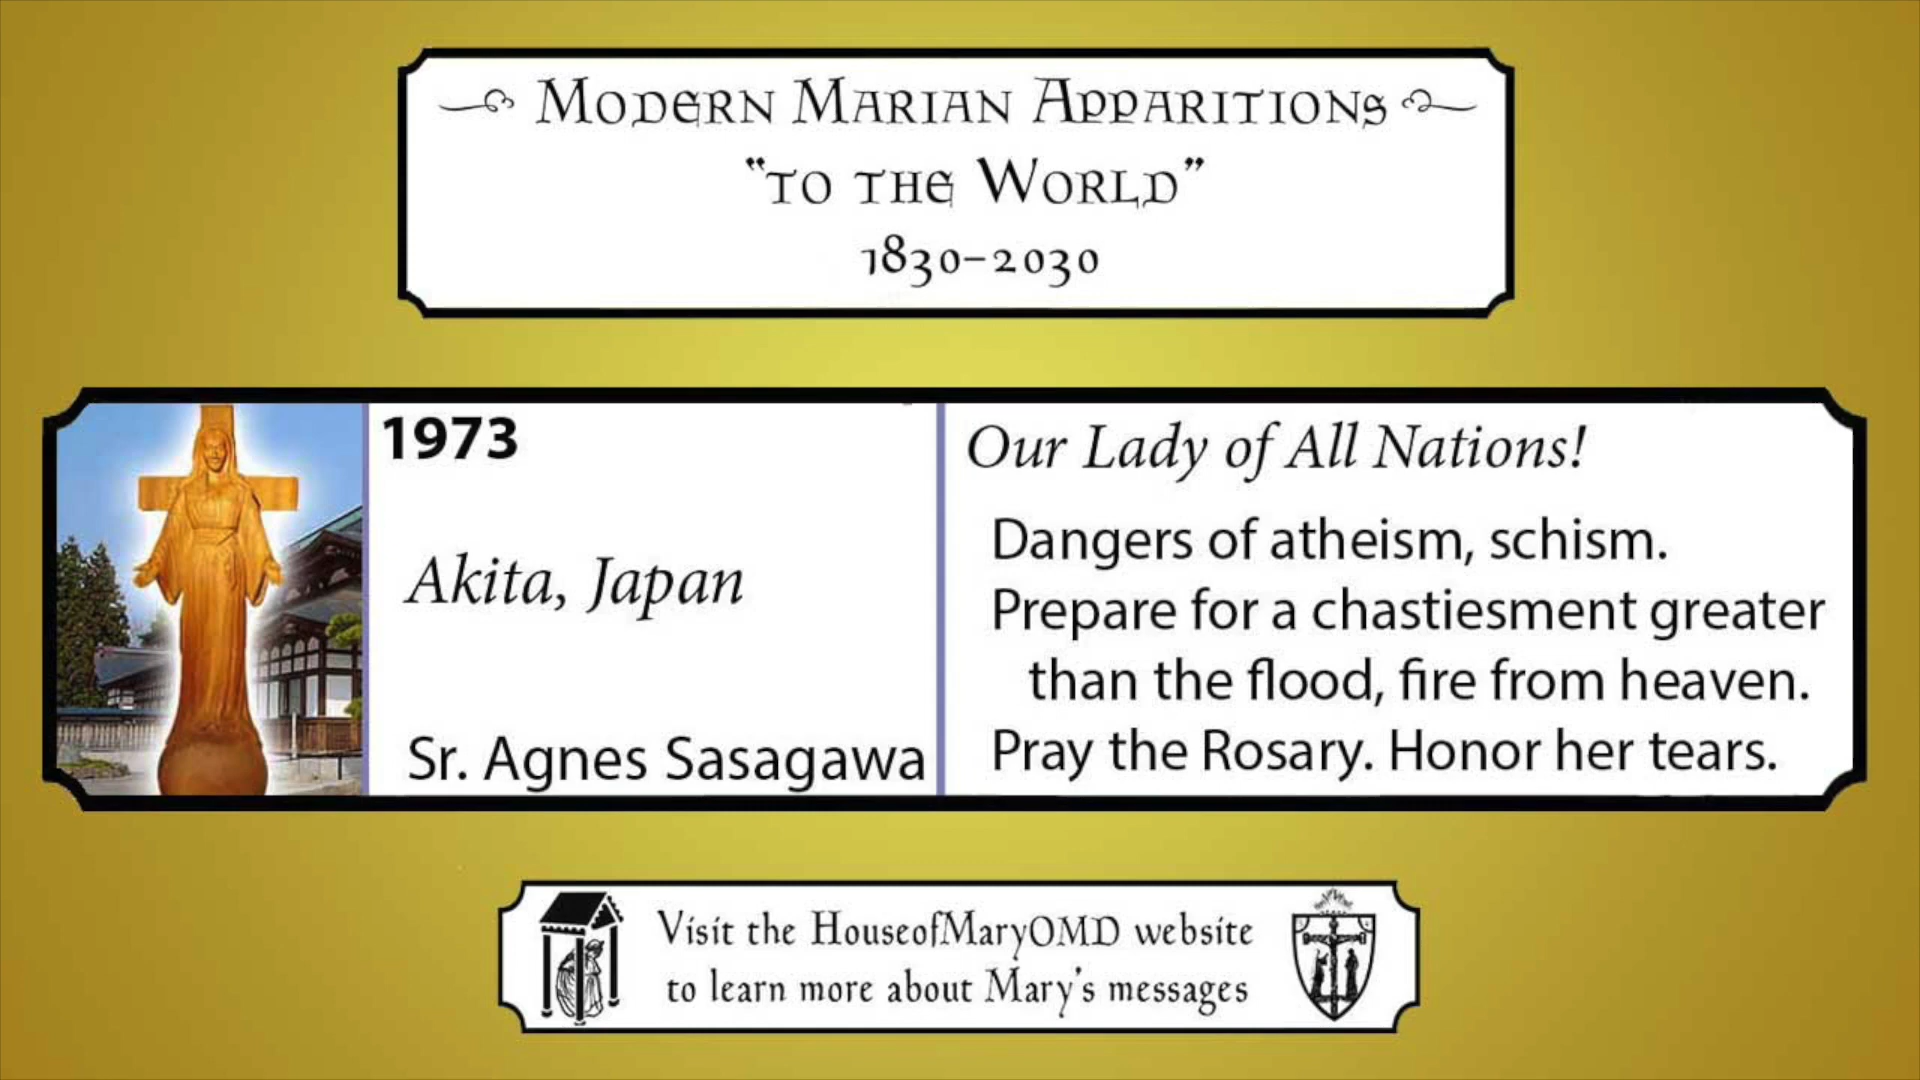 Modern Marian Apparitions
"to the World"
1830–2030
1973
Akita, Japan
Sr. Agnes Sasagawa
Our Lady of All Nations!
Dangers of atheism, schism.
Prepare for a chastiesment greater
than the flood, fire from heaven.
Pray the Rosary. Honor her tears.
Visit the HouseofMaryOMD website
to learn more about Mary's messages